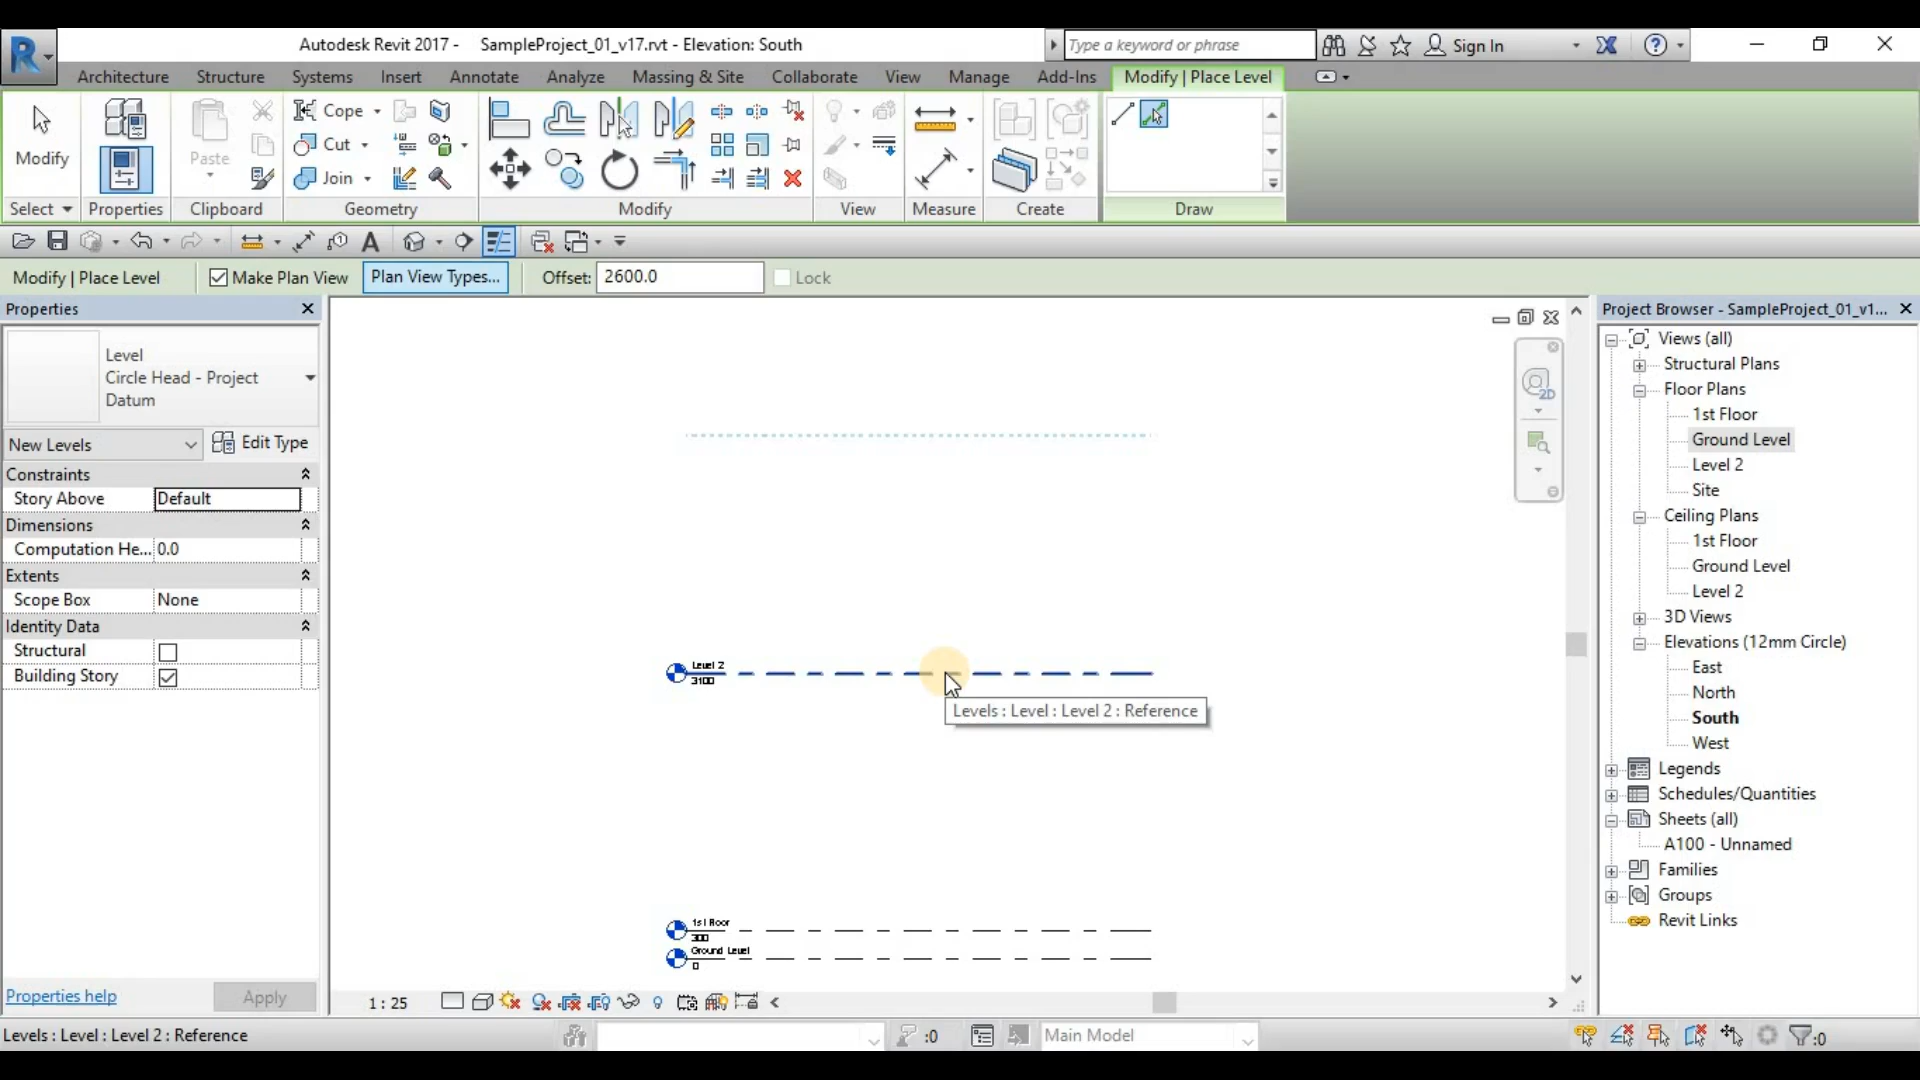 Autodesk Revit 2017 - SampleProject_01_v17.rvt - Elevation: South
Type a keyword or phrase
Sign In
Architecture Structure Systems Insert Annotate Analyze Massing & Site Collaborate View Manage Add-Ins Modify | Place Level
Modify
Paste
Cope
Cut
Join
Select Properties Clipboard Geometry Modify View Measure Create Draw
Modify | Place Level Make Plan View Plan View Types... Offset: 2600.0 Lock
Properties
Level
Circle Head - Project
Datum
New Levels Edit Type
Constraints
Story Above Default
Dimensions
Computation He... 0.0
Extents
Scope Box None
Identity Data
Structural
Building Story
Properties help Apply
2D
Level 2
3100
Levels : Level : Level 2 : Reference
1st Floor
300
Ground Level
0
1 : 25
Project Browser - SampleProject_01_v1...
Views (all)
Structural Plans
Floor Plans
1st Floor
Ground Level
Level 2
Site
Ceiling Plans
1st Floor
Ground Level
Level 2
3D Views
Elevations (12mm Circle)
East
North
South
West
Legends
Schedules/Quantities
Sheets (all)
A100 - Unnamed
Families
Groups
Revit Links
Levels : Level : Level 2 : Reference
:0
Main Model
:0